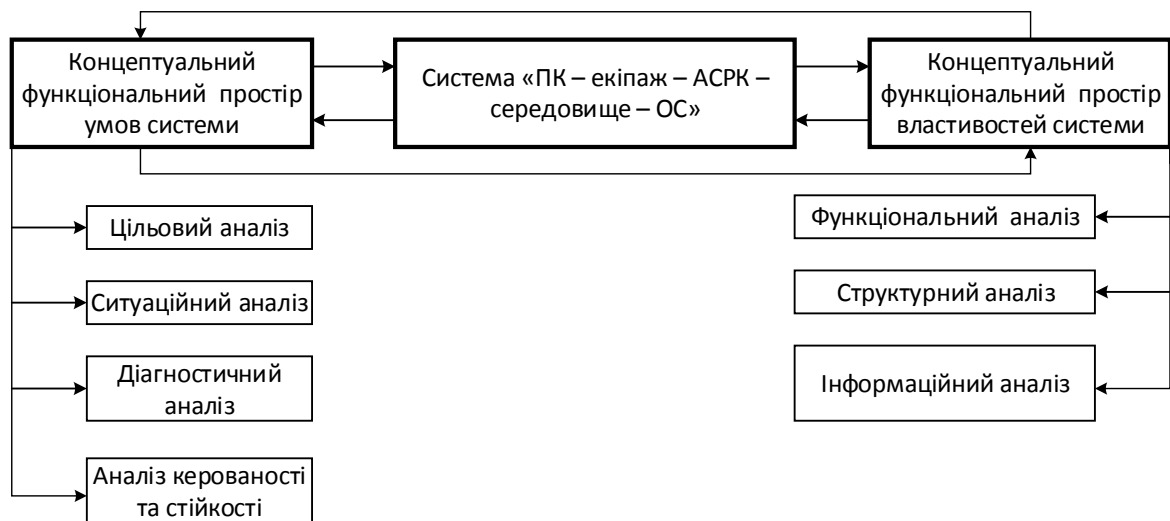 Концептуальний
функціональний простір
умов системи
Система «ПК – екіпаж – АСРК –
середовище – ОС»
Концептуальний
функціональний простір
властивостей системи
Цільовий аналіз
Ситуаційний аналіз
Діагностичний
аналіз
Аналіз керованості
та стійкості
Функціональний аналіз
Структурний аналіз
Інформаційний аналіз